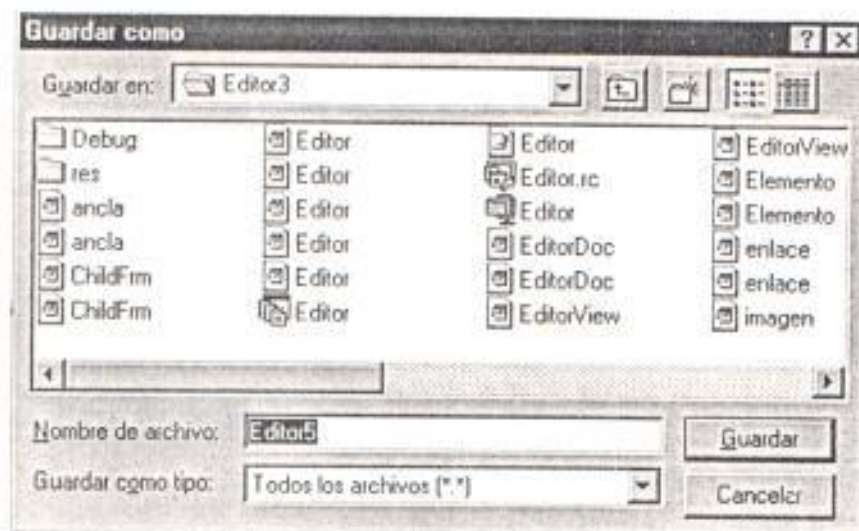 Guardar como
Guardar en: Editor3
Debug
res
ancla
ancla
ChildFrm
ChildFrm
Editor
Editor
Editor
Editor
Editor
Editor
Editor
Editor.rc
Editor
EditorDoc
EditorDoc
EditorView
EditorView
Elemento
Elemento
enlace
enlace
imagen
Nombre de archivo: Editor5
Guardar
Guardar como tipo: Todos los archivos (*.*)
Cancelar